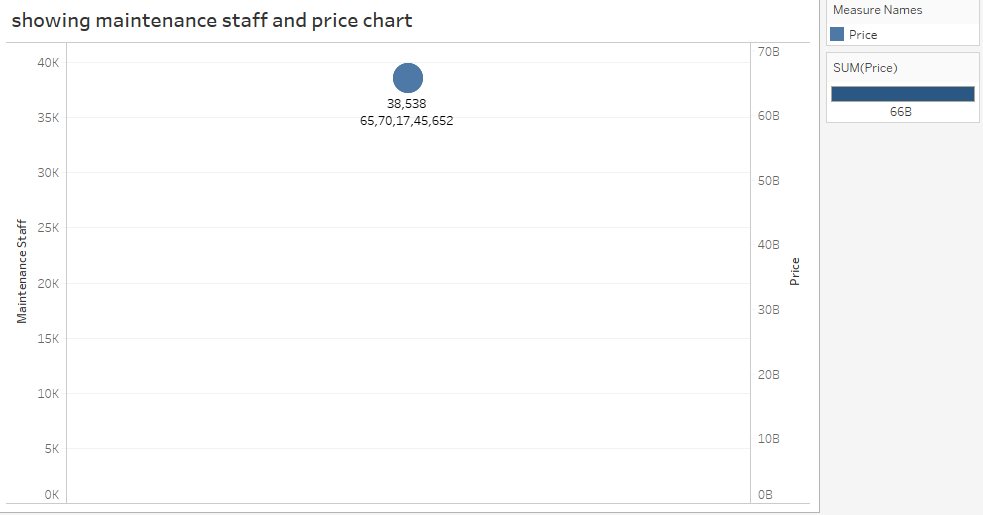 showing maintenance staff and price chart
Maintenance Staff
40K
35K
30K
25K
20K
15K
10K
5K
0K
38,538
65,70,17,45,652
70B
60B
50B
40B
30B
20B
10B
0B
Price
Measure Names
Price
SUM(Price)
66B